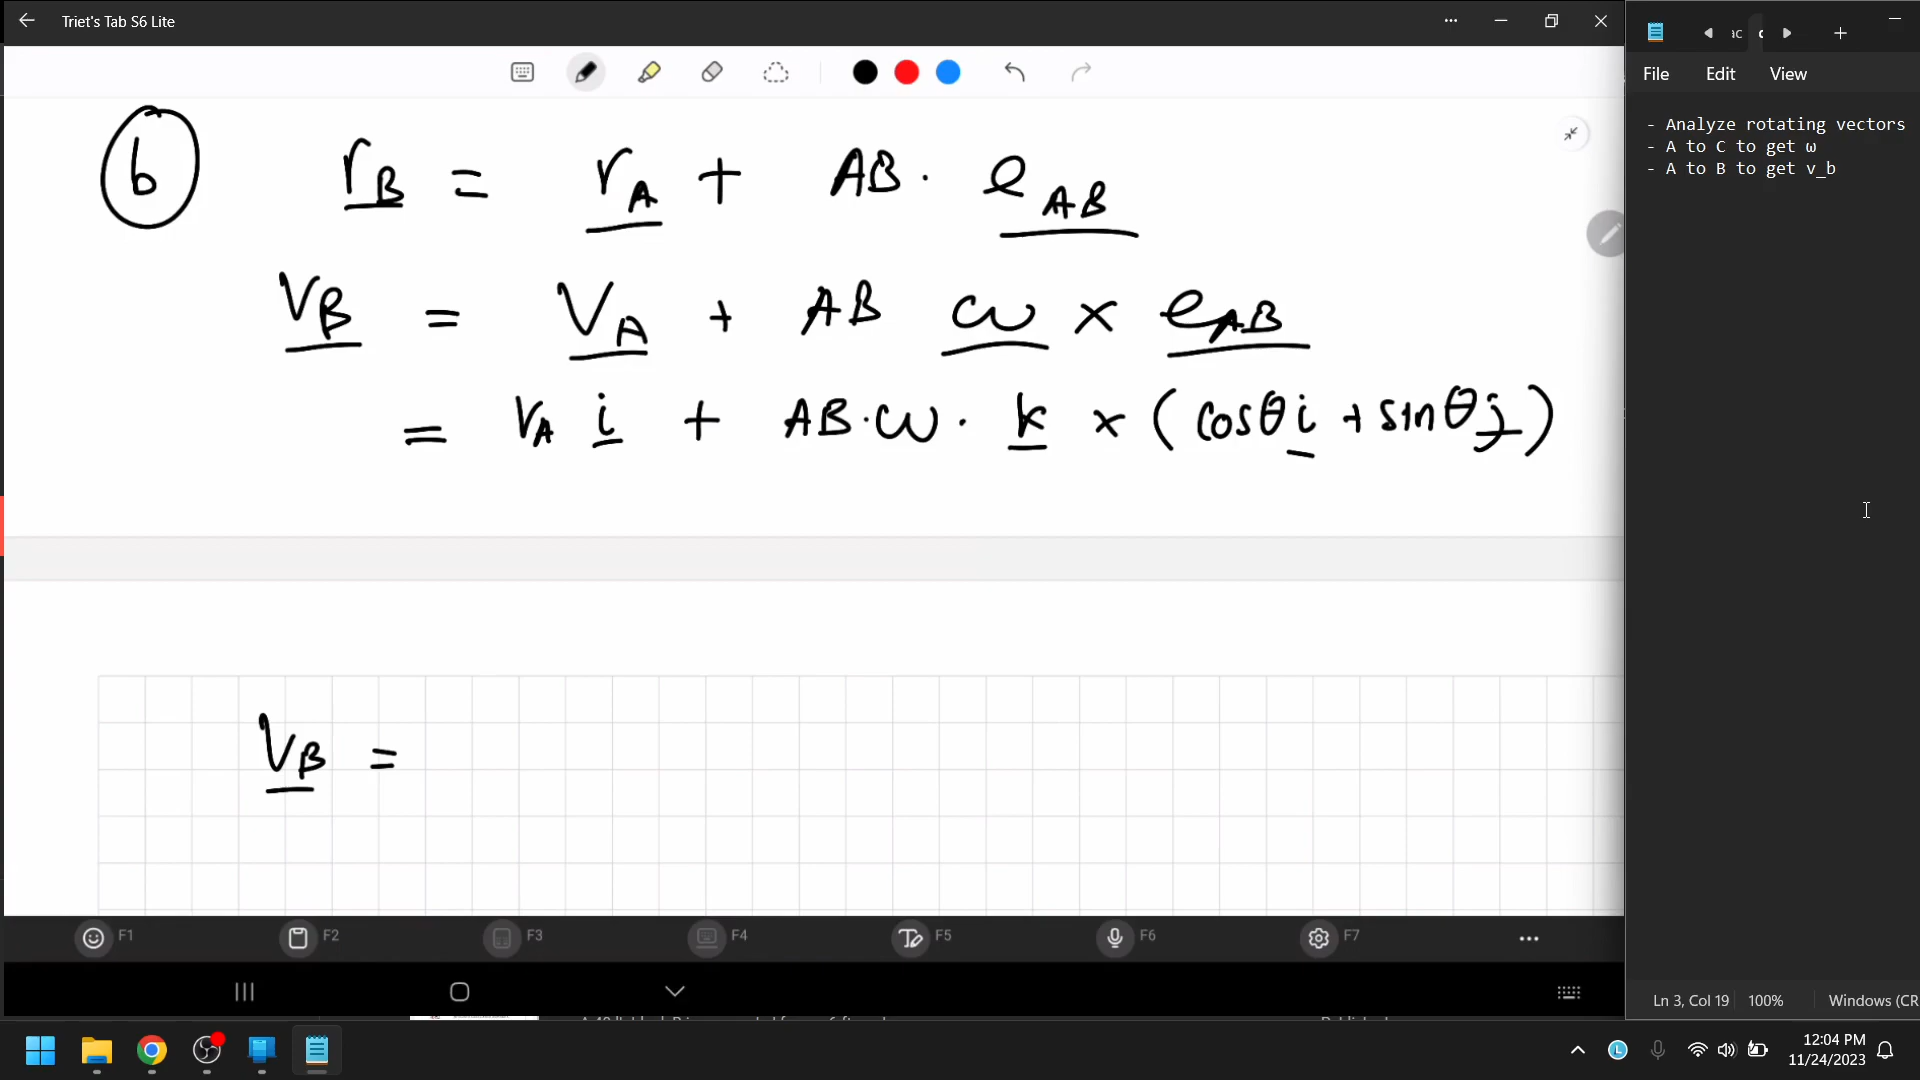 Triet's Tab S6 Lite
File Edit View
- Analyze rotating vectors
- A to C to get ω
- A to B to get v_b
b r_B = r_A + AB · e_AB
V_B = V_A + AB ω × e_AB
= V_A i + AB·ω · k × (cosθ i + sinθ j)
V_B =
F1 F2 F3 F4 F5 F6 F7
Ln 3, Col 19 100% Windows (CR
12:04 PM
11/24/2023